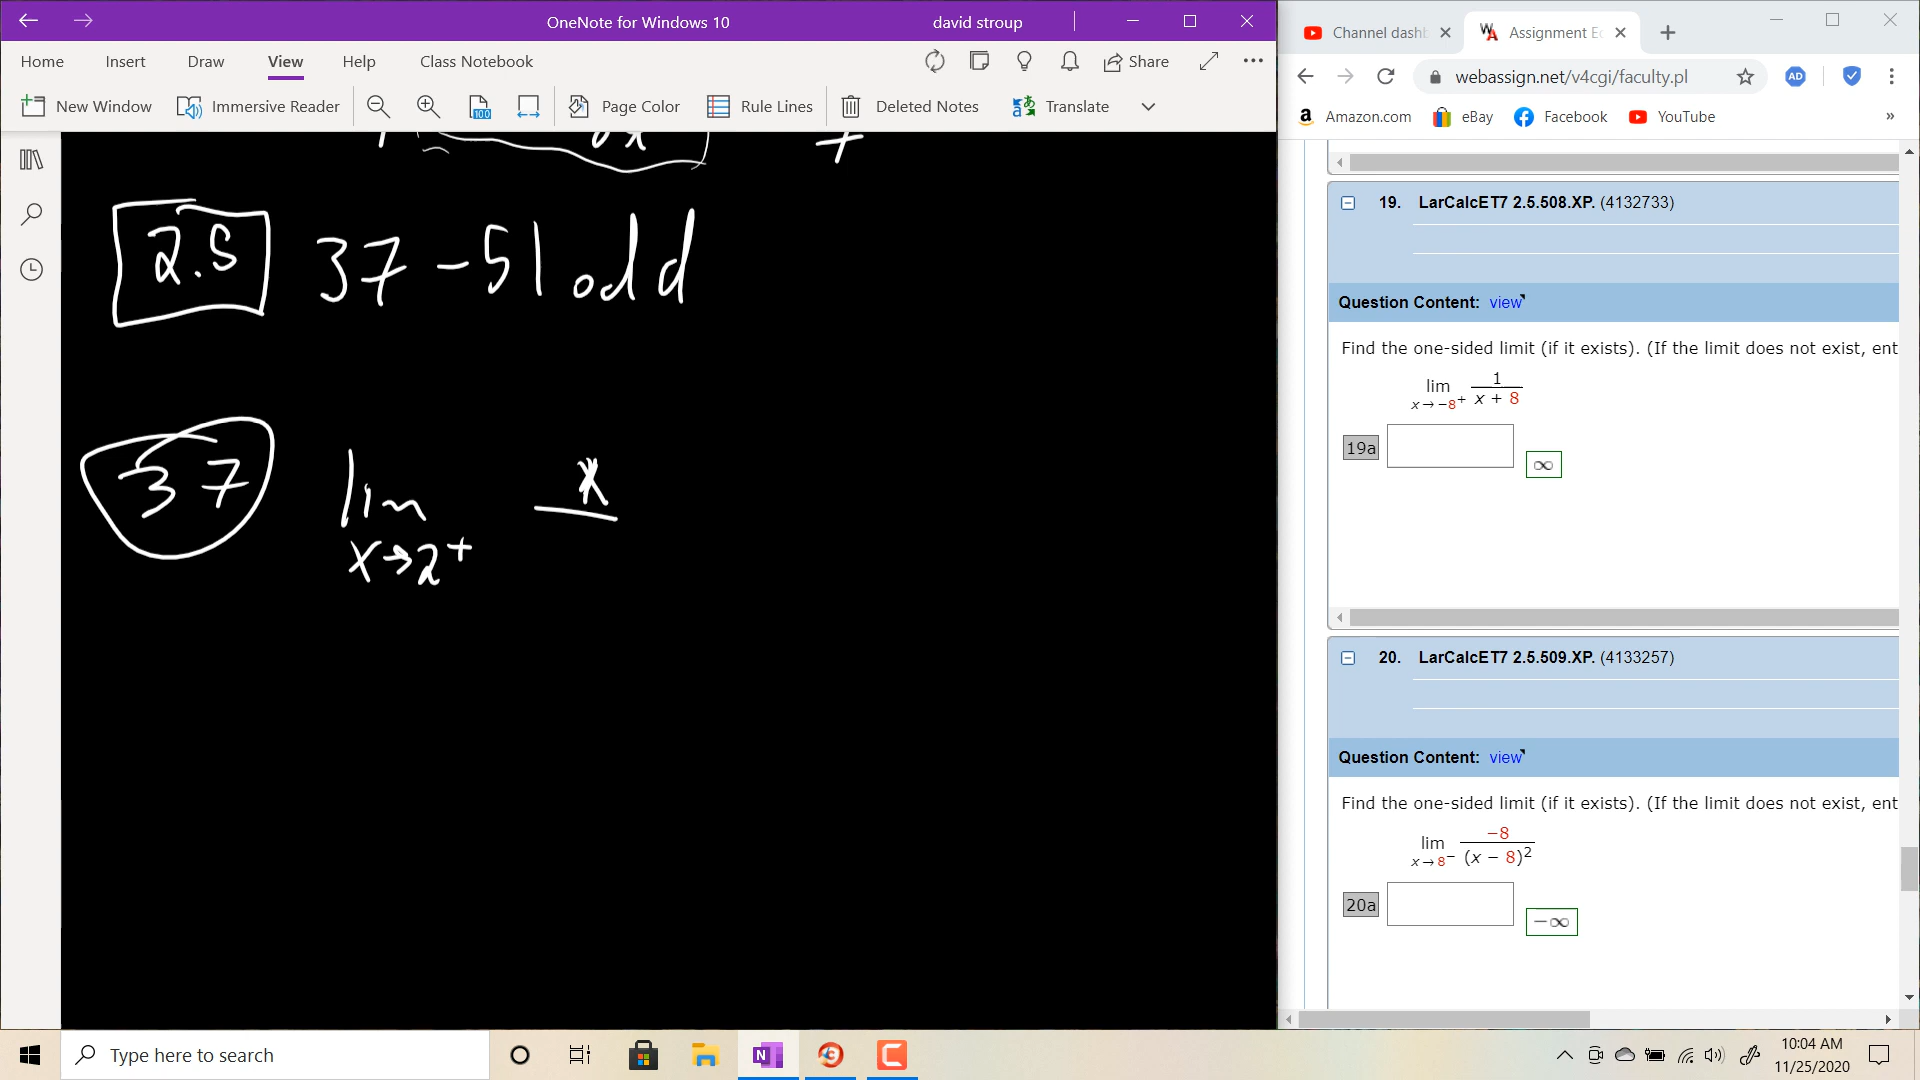 OneNote for Windows 10
david stroup
Home Insert Draw View Help Class Notebook
Share
New Window Immersive Reader 100 Page Color Rule Lines Deleted Notes Translate
2.5 37-51 odd
37 lim x
x→2⁺
Channel dashb
Assignment Ec
webassign.net/v4cgi/faculty.pl
AD
Amazon.com eBay Facebook YouTube »
19. LarCalcET7 2.5.508.XP. (4132733)
Question Content: view
Find the one-sided limit (if it exists). (If the limit does not exist, ent
lim 1
x→−8⁺ x + 8
19a
∞
20. LarCalcET7 2.5.509.XP. (4133257)
Question Content: view
Find the one-sided limit (if it exists). (If the limit does not exist, ent
lim −8
x→8⁻ (x − 8)²
20a
−∞
Type here to search
10:04 AM
11/25/2020